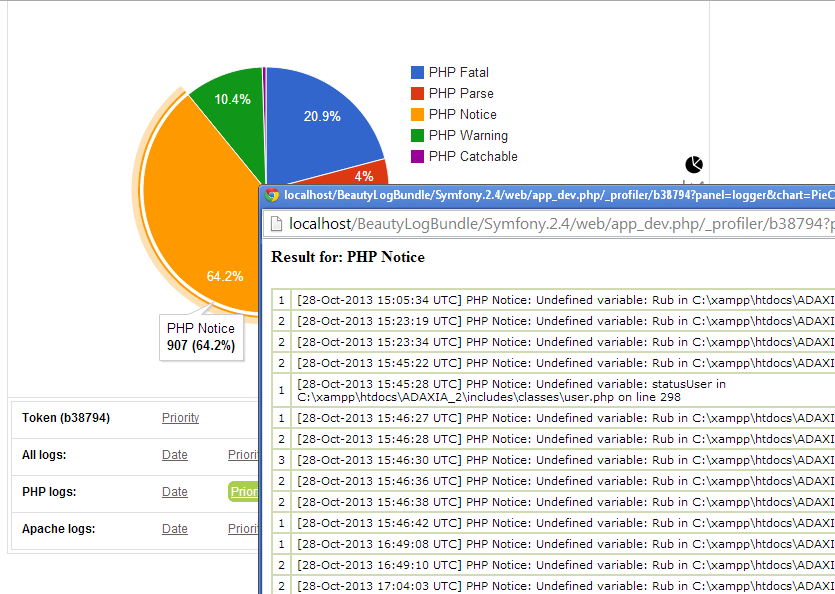 PHP Fatal
PHP Parse
PHP Notice
PHP Warning
PHP Catchable
10.4%
20.9%
4%
64.2%
PHP Notice
907 (64.2%)
localhost/BeautyLogBundle/Symfony.2.4/web/app_dev.php/_profiler/b38794?panel=logger&chart=PieC
localhost/BeautyLogBundle/Symfony.2.4/web/app_dev.php/_profiler/b38794?p
Result for: PHP Notice
1 [28-Oct-2013 15:05:34 UTC] PHP Notice: Undefined variable: Rub in C:\xampp\htdocs\ADAXI
2 [28-Oct-2013 15:23:19 UTC] PHP Notice: Undefined variable: Rub in C:\xampp\htdocs\ADAXI
2 [28-Oct-2013 15:23:34 UTC] PHP Notice: Undefined variable: Rub in C:\xampp\htdocs\ADAXI
2 [28-Oct-2013 15:45:22 UTC] PHP Notice: Undefined variable: Rub in C:\xampp\htdocs\ADAXI
1 [28-Oct-2013 15:45:28 UTC] PHP Notice: Undefined variable: statusUser in
C:\xampp\htdocs\ADAXIA_2\includes\classes\user.php on line 298
1 [28-Oct-2013 15:46:27 UTC] PHP Notice: Undefined variable: Rub in C:\xampp\htdocs\ADAXI
2 [28-Oct-2013 15:46:28 UTC] PHP Notice: Undefined variable: Rub in C:\xampp\htdocs\ADAXI
3 [28-Oct-2013 15:46:30 UTC] PHP Notice: Undefined variable: Rub in C:\xampp\htdocs\ADAXI
2 [28-Oct-2013 15:46:36 UTC] PHP Notice: Undefined variable: Rub in C:\xampp\htdocs\ADAXI
2 [28-Oct-2013 15:46:38 UTC] PHP Notice: Undefined variable: Rub in C:\xampp\htdocs\ADAXI
1 [28-Oct-2013 15:46:42 UTC] PHP Notice: Undefined variable: Rub in C:\xampp\htdocs\ADAXI
1 [28-Oct-2013 16:49:08 UTC] PHP Notice: Undefined variable: Rub in C:\xampp\htdocs\ADAXI
2 [28-Oct-2013 16:49:10 UTC] PHP Notice: Undefined variable: Rub in C:\xampp\htdocs\ADAXI
2 [28-Oct-2013 17:04:03 UTC] PHP Notice: Undefined variable: Rub in C:\xampp\htdocs\ADAXI
Token (b38794) Priority
All logs: Date Priori
PHP logs: Date Prior
Apache logs: Date Priori